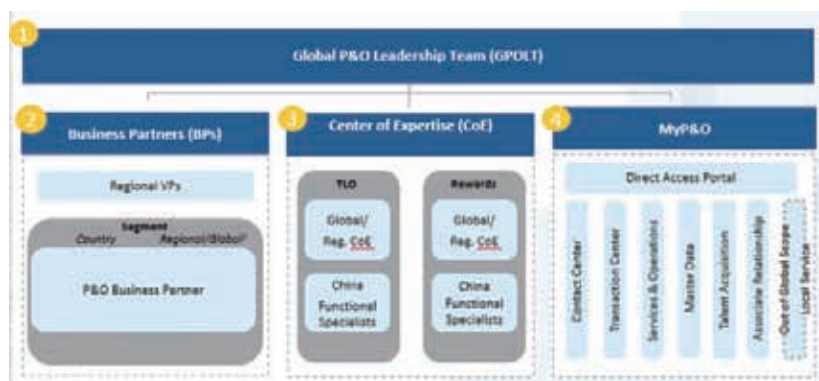 1
Global P&O Leadership Team (GPOLT)
2
Business Partners (BPs)
3
Center of Expertise (CoE)
4
MyP&O
Regional VPs
Segment
Country
Regional/Global
P&O Business Partner
TLO
Global/
Reg. CoE
China
Functional
Specialists
Rewards
Global/
Reg. CoE
China
Functional
Specialists
Direct Access Portal
Contact Center
Transaction Center
Services & Operations
Master Data
Talent Acquisition
Associate Relationship
Out of Global Scope
Local Service